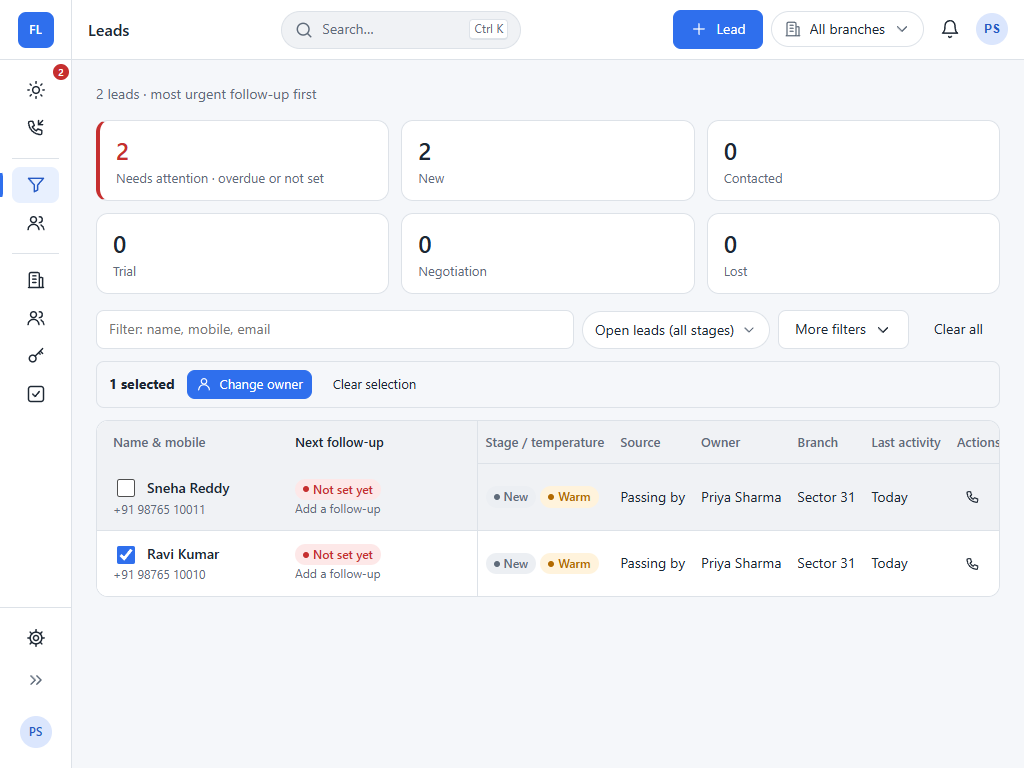 FL
Leads
Search...
Ctrl K
Lead
All branches
PS
2
2 leads · most urgent follow-up first
2
Needs attention · overdue or not set
2
New
0
Contacted
0
Trial
0
Negotiation
0
Lost
Filter: name, mobile, email
Open leads (all stages)
More filters
Clear all
1 selected
Change owner
Clear selection
Name & mobile Next follow-up Stage / temperature Source Owner Branch Last activity Actions
Sneha Reddy Not set yet New Warm Passing by Priya Sharma Sector 31 Today
+91 98765 10011 Add a follow-up
Ravi Kumar Not set yet New Warm Passing by Priya Sharma Sector 31 Today
+91 98765 10010 Add a follow-up
PS